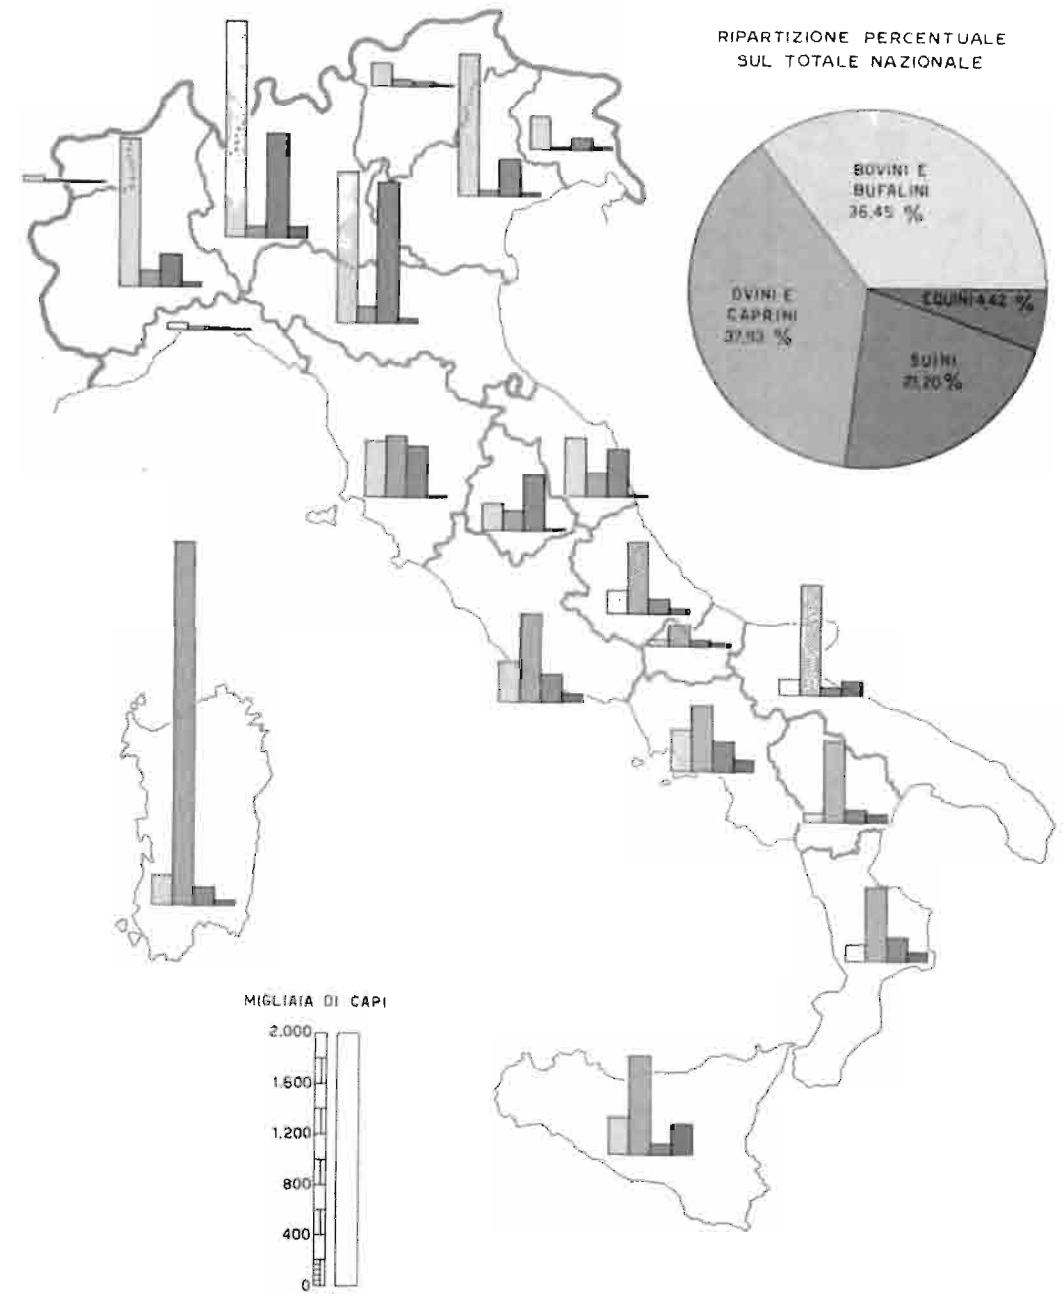 RIPARTIZIONE PERCENTUALE
SUL TOTALE NAZIONALE
BOVINI E
BUFALINI
36,45 %
OVINI E
CAPRINI
37,93 %
EQUINI 4,42 %
SUINI
21,20 %
MIGLIAIA DI CAPI
2.000
1.600
1.200
800
400
0